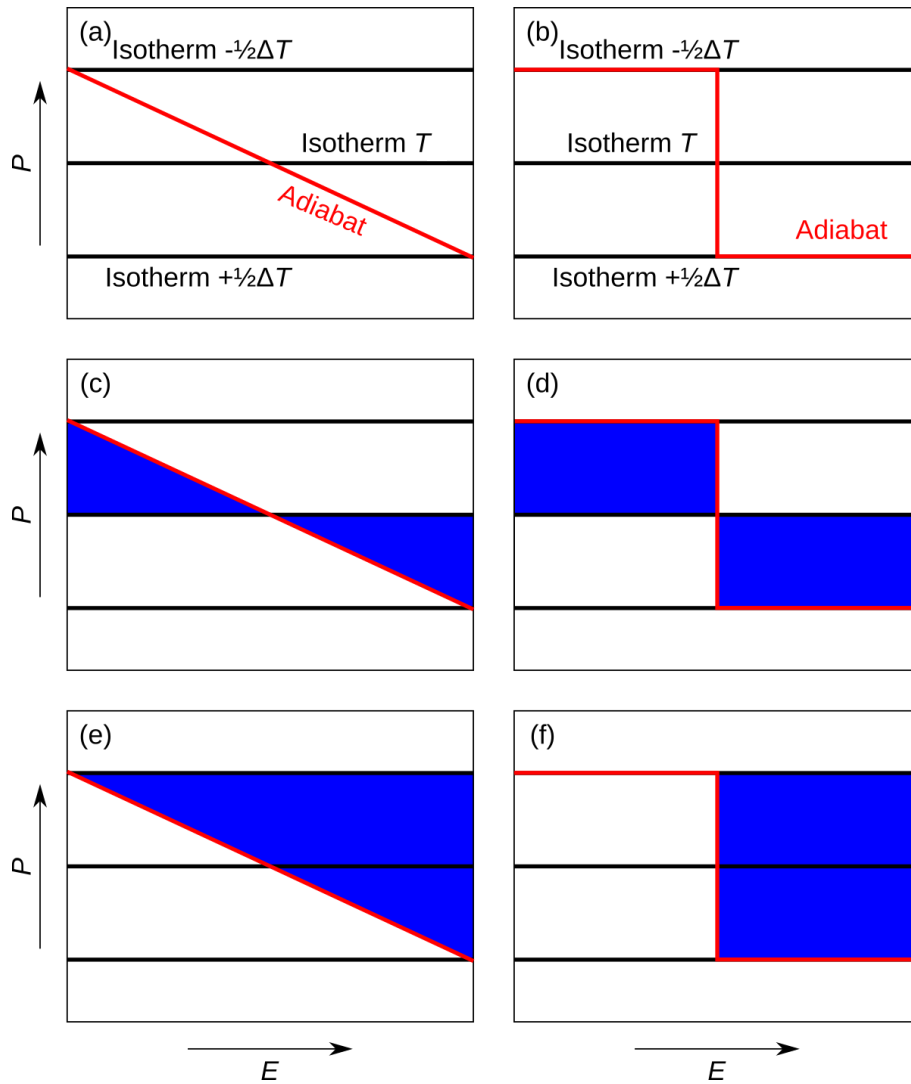 (a)
Isotherm -½ΔT
Isotherm T
Adiabat
Isotherm +½ΔT
P
(b)
Isotherm -½ΔT
Isotherm T
Adiabat
Isotherm +½ΔT
(c)
P
(d)
(e)
P
(f)
E
E